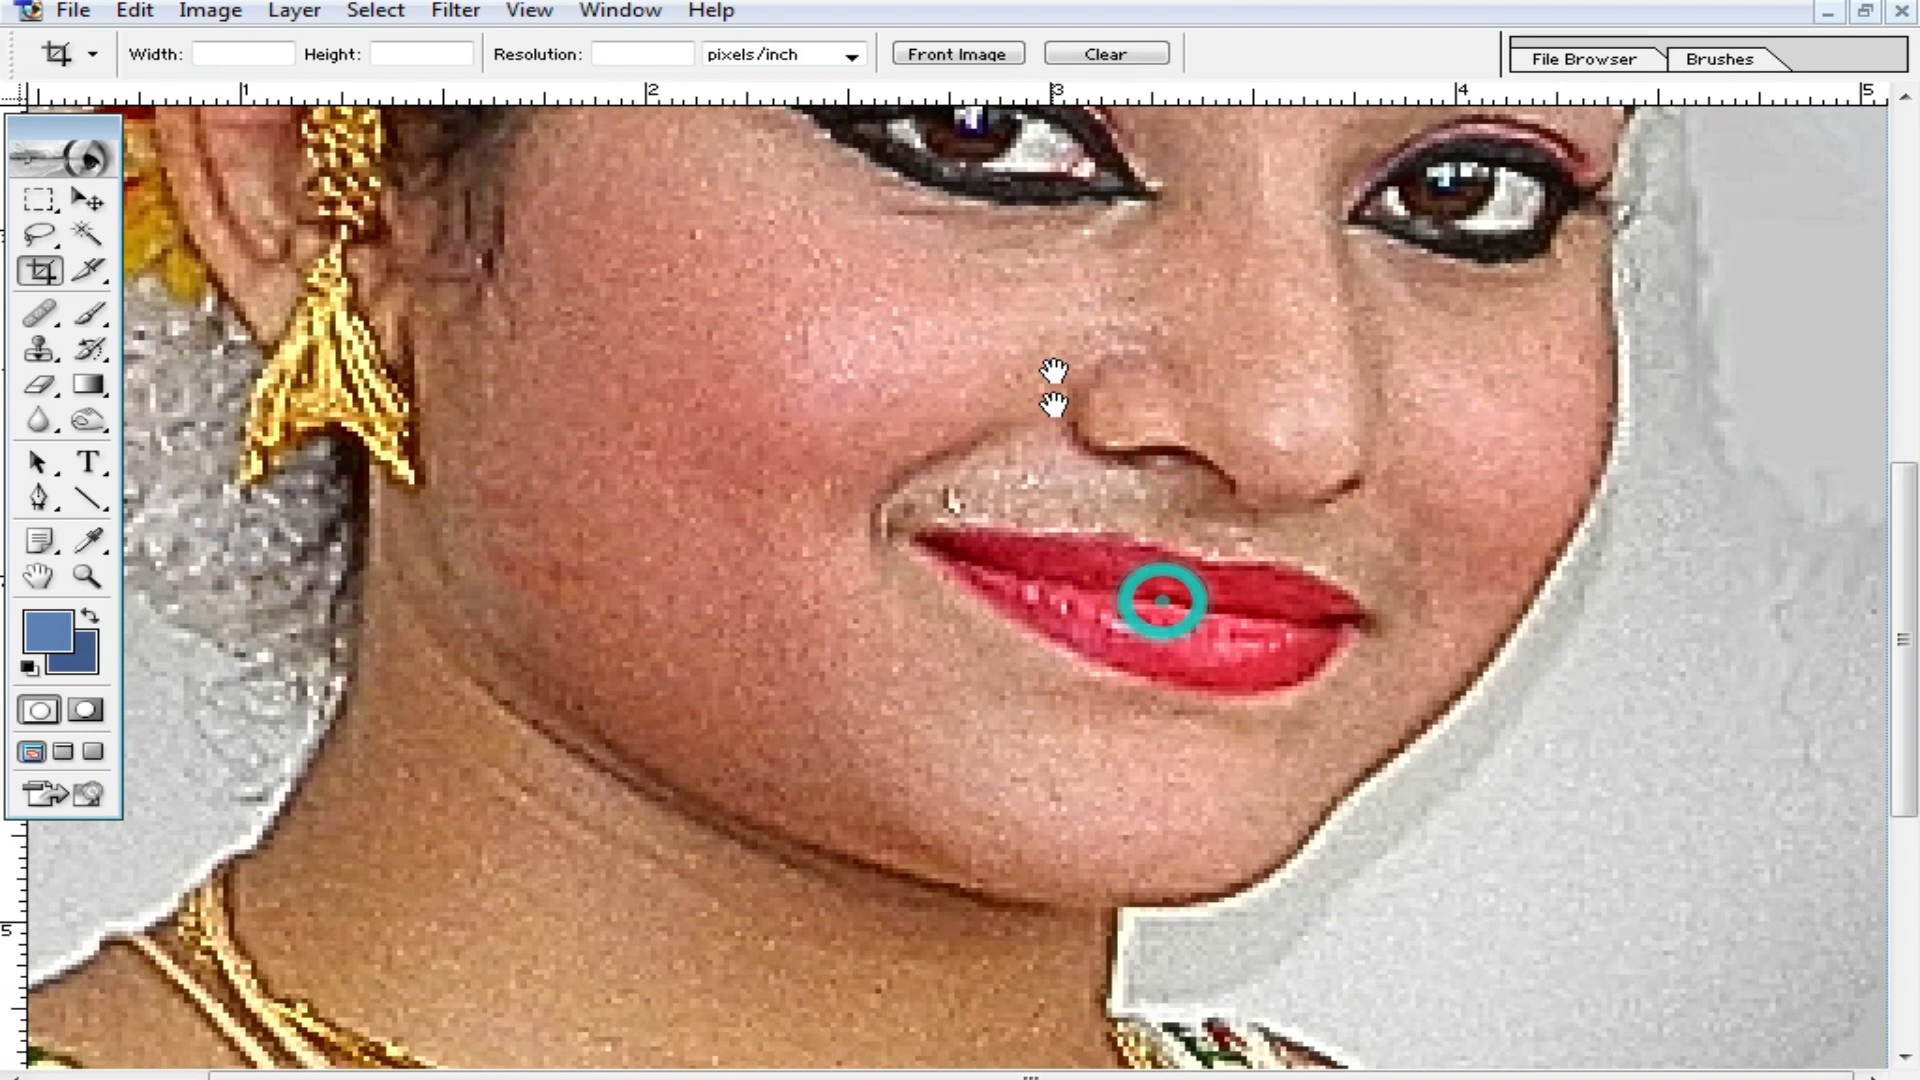 File Edit Image Layer Select Filter View Window Help
Width: Height: Resolution: pixels/inch Front Image Clear File Browser Brushes
1 2 3 4 5
T
5